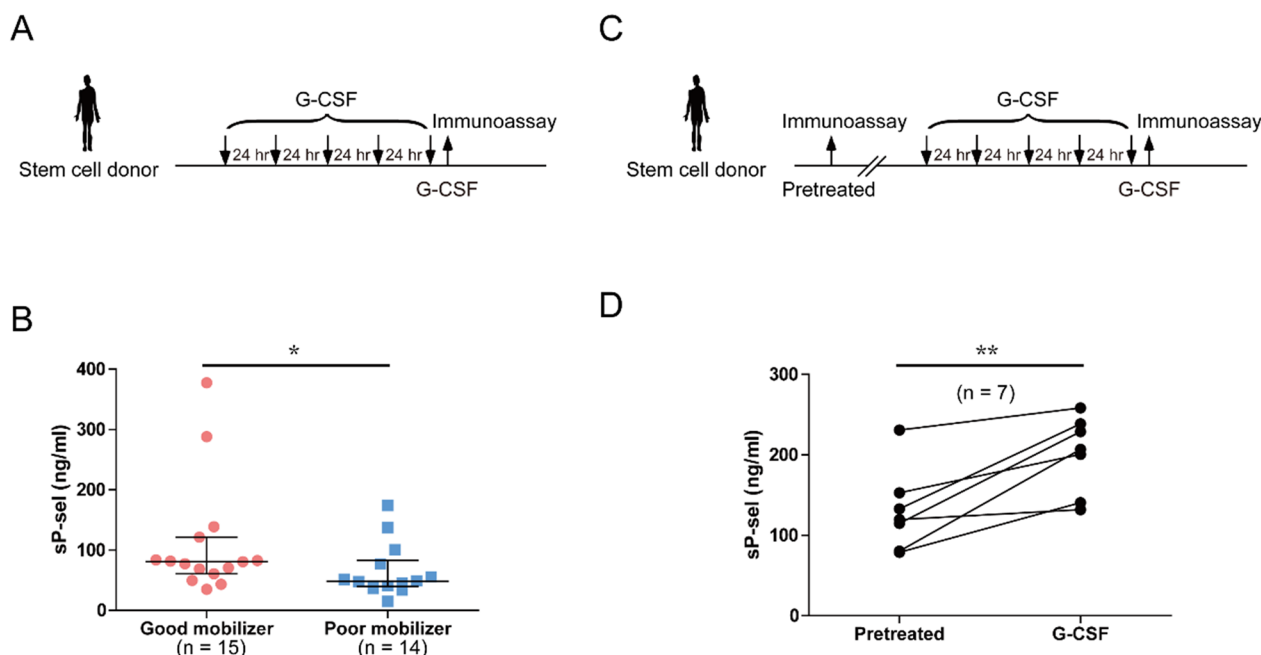 A
G-CSF
Immunoassay
24 hr 24 hr 24 hr 24 hr
Stem cell donor
G-CSF
C
G-CSF
Immunoassay
Immunoassay
24 hr 24 hr 24 hr 24 hr
Stem cell donor
Pretreated
G-CSF
B
*
400
300
200
100
0
sP-sel (ng/ml)
Good mobilizer
(n = 15)
Poor mobilizer
(n = 14)
D
**
(n = 7)
300
200
100
0
sP-sel (ng/ml)
Pretreated
G-CSF